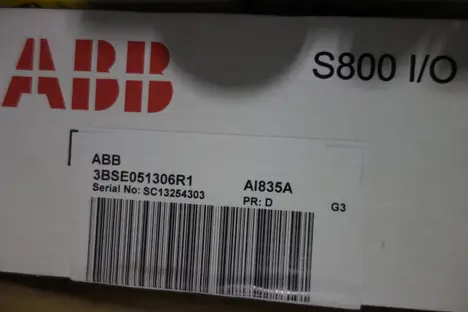 ABB
S800 I/O
ABB
3BSE051306R1 AI835A
Serial No: SC13254303 PR: D G3